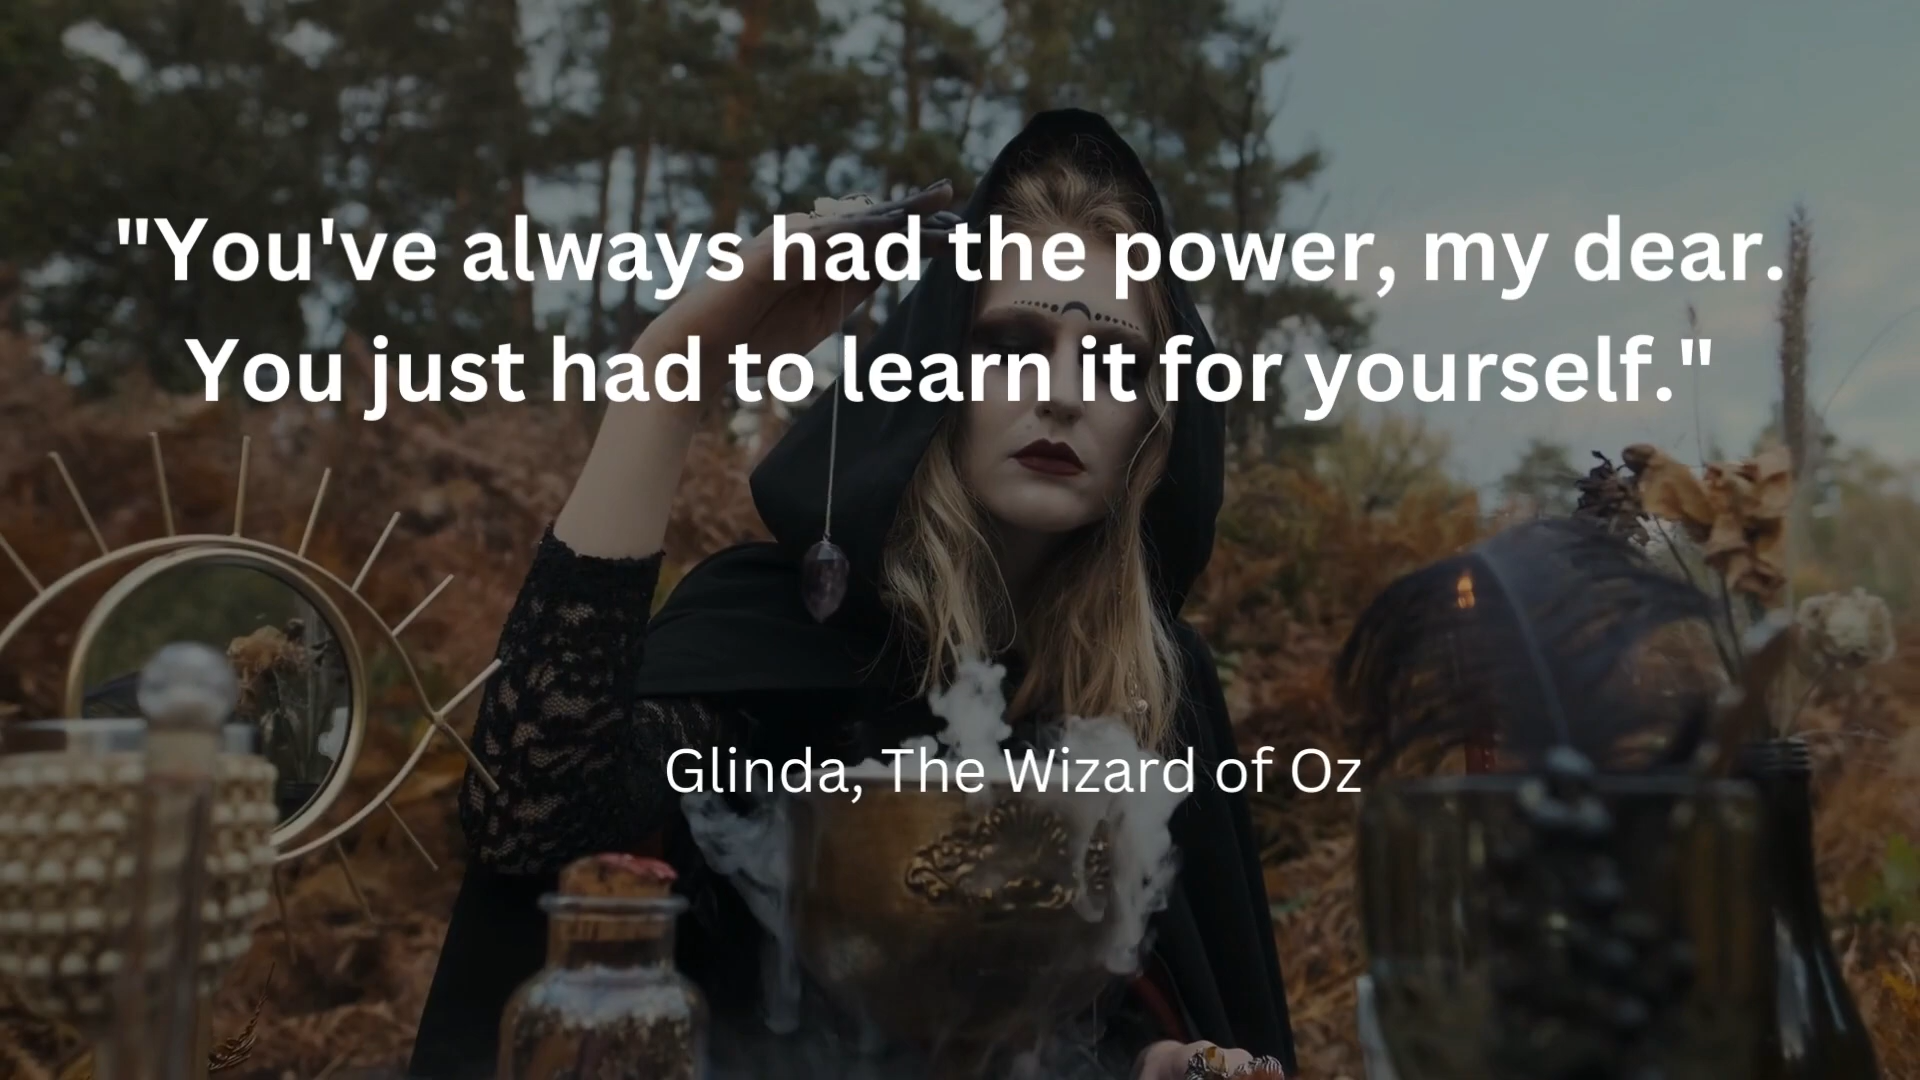 "You've always had the power, my dear.
You just had to learn it for yourself."
Glinda, The Wizard of Oz